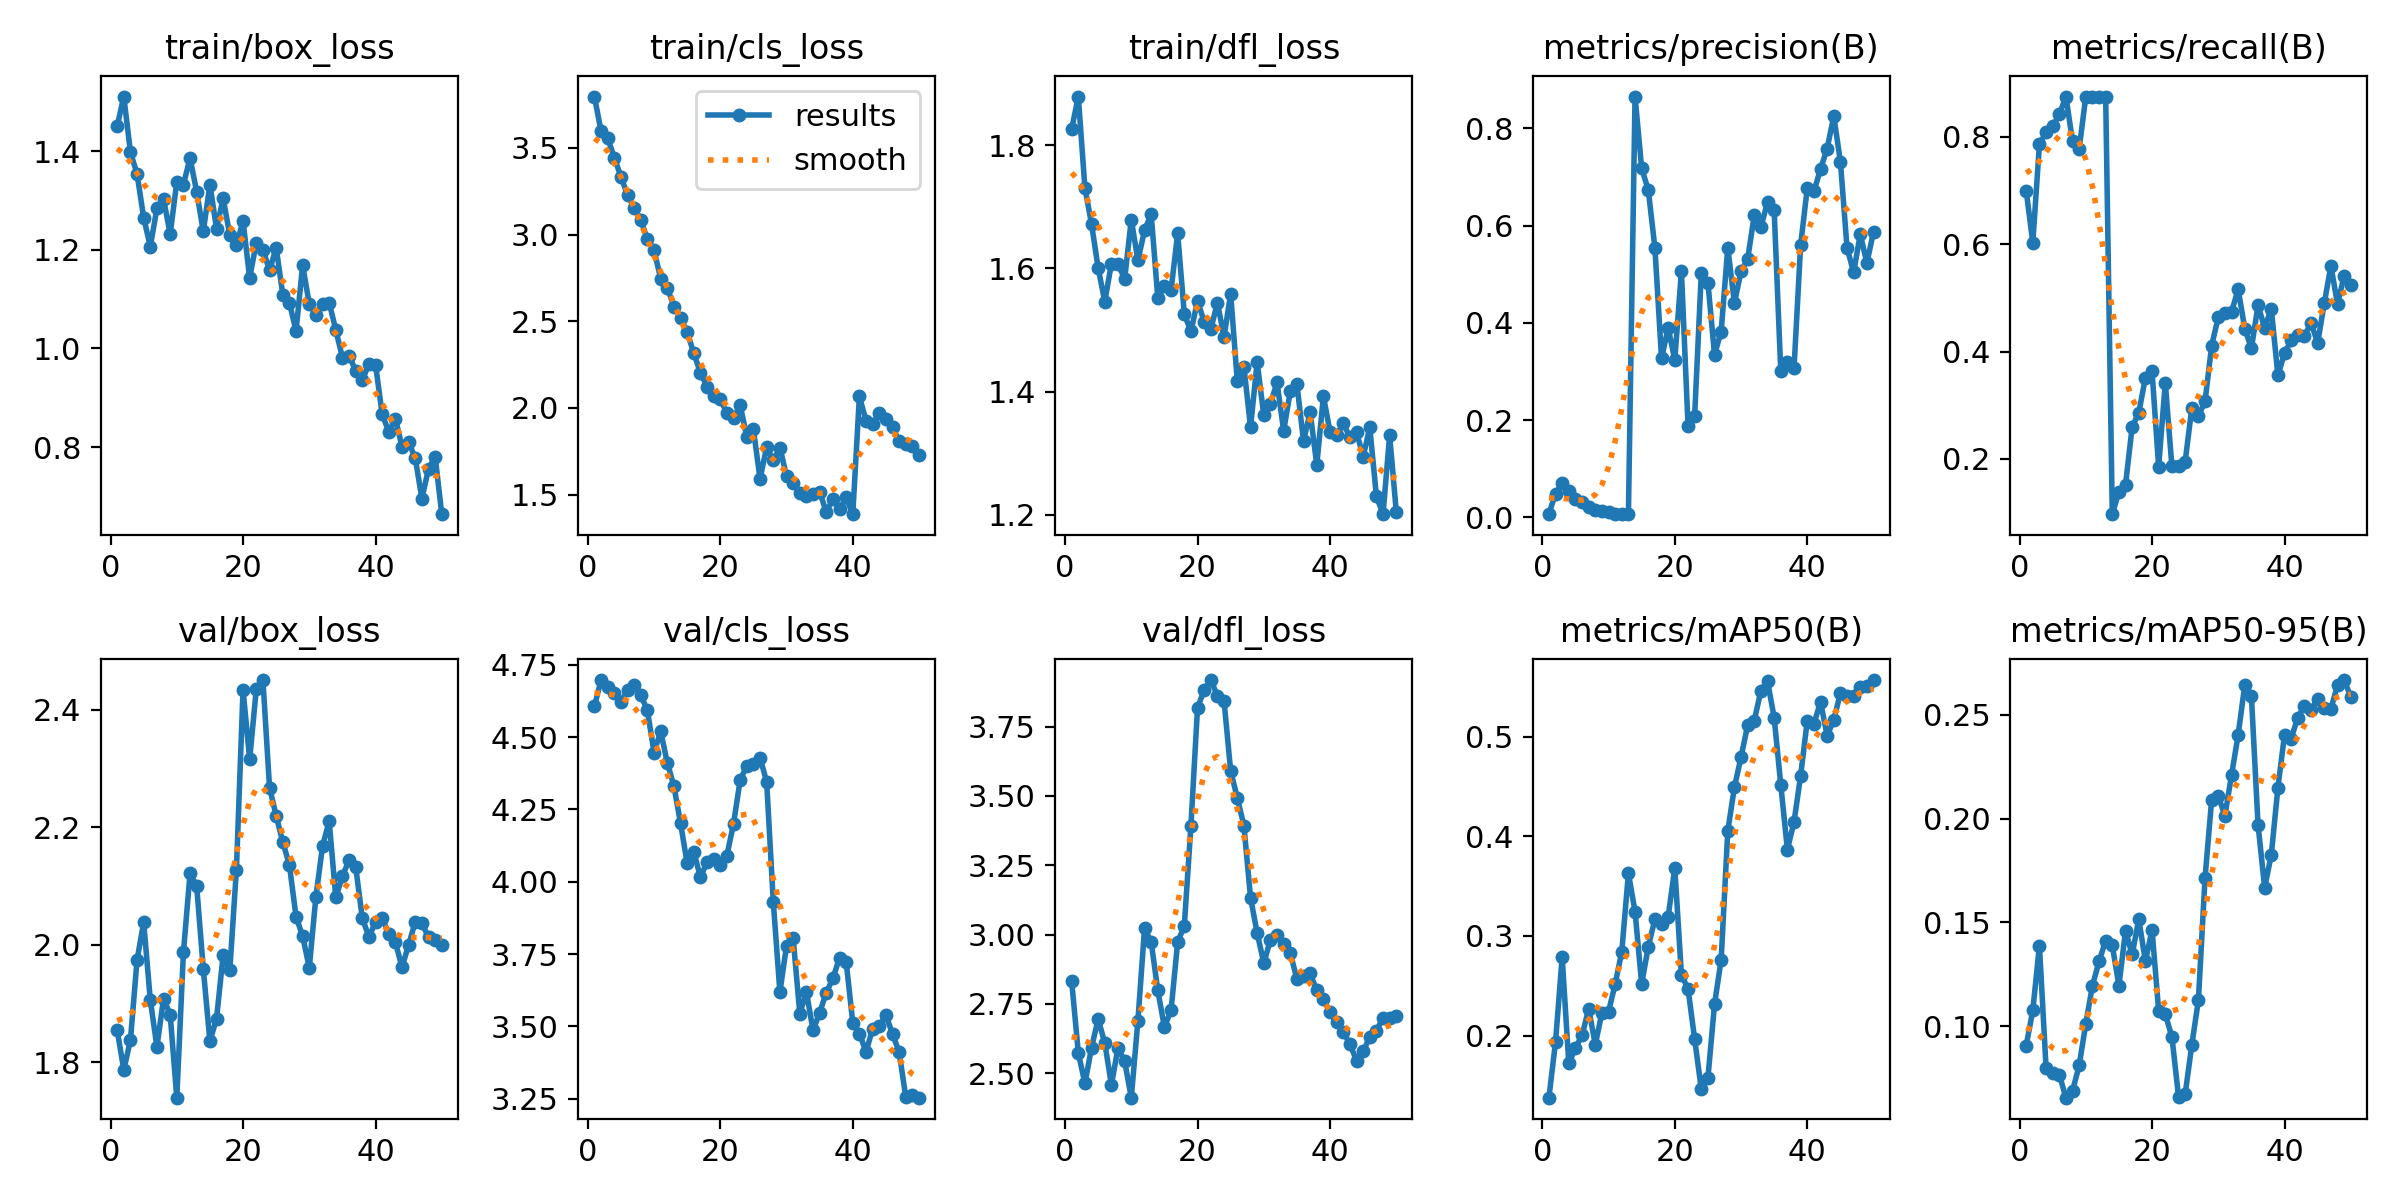 train/box_loss
1.4
1.2
1.0
0.8
0 20 40
train/cls_loss
results
smooth
3.5
3.0
2.5
2.0
1.5
0 20 40
train/dfl_loss
1.8
1.6
1.4
1.2
0 20 40
metrics/precision(B)
0.8
0.6
0.4
0.2
0.0
0 20 40
metrics/recall(B)
0.8
0.6
0.4
0.2
0 20 40
val/box_loss
2.4
2.2
2.0
1.8
0 20 40
val/cls_loss
4.75
4.50
4.25
4.00
3.75
3.50
3.25
0 20 40
val/dfl_loss
3.75
3.50
3.25
3.00
2.75
2.50
0 20 40
metrics/mAP50(B)
0.5
0.4
0.3
0.2
0 20 40
metrics/mAP50-95(B)
0.25
0.20
0.15
0.10
0 20 40